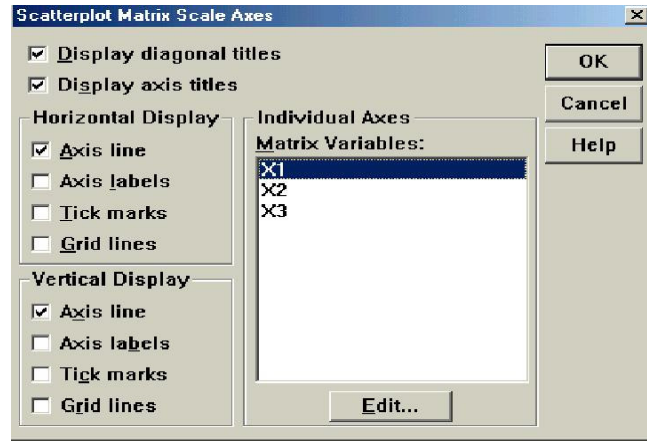 Scatterplot Matrix Scale Axes
Display diagonal titles
Display axis titles
Horizontal Display
Axis line
Axis labels
Tick marks
Grid lines
Vertical Display
Axis line
Axis labels
Tick marks
Grid lines
Individual Axes
Matrix Variables:
X1
X2
X3
Edit...
OK
Cancel
Help